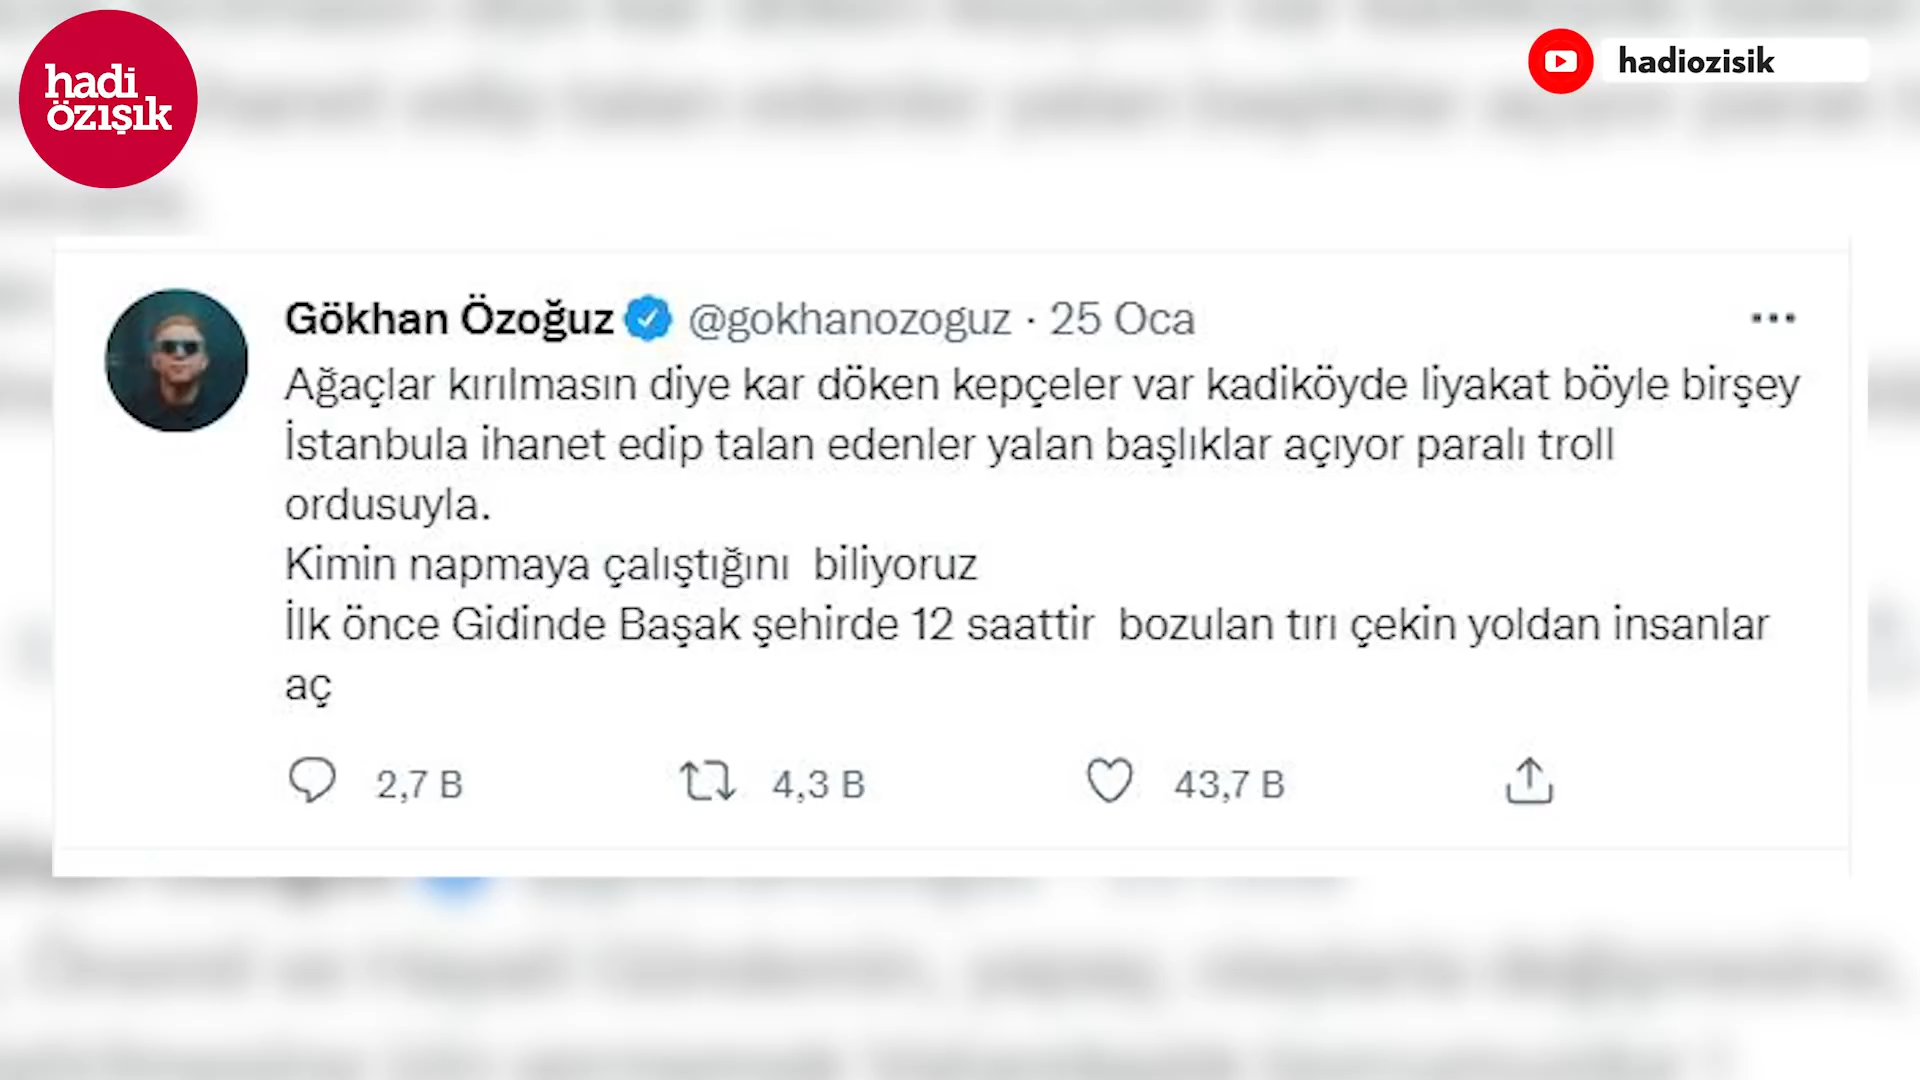 hadi
özışık
hadiozisik
Gökhan Özoğuz @gokhanozoguz · 25 Oca
Ağaçlar kırılmasın diye kar döken kepçeler var kadiköyde liyakat böyle birşey
İstanbula ihanet edip talan edenler yalan başlıklar açıyor paralı troll
ordusuyla.
Kimin napmaya çalıştığını  biliyoruz
İlk önce Gidinde Başak şehirde 12 saattir  bozulan tırı çekin yoldan insanlar
aç
2,7 B 4,3 B 43,7 B